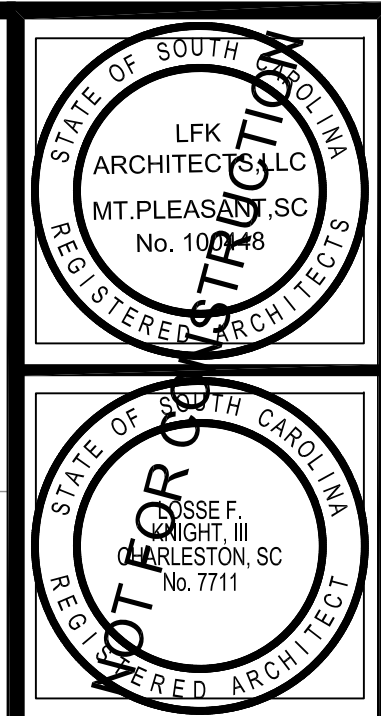 STATE OF SOUTH CAROLINA
LFK
ARCHITECTS,LLC
MT.PLEASANT,SC
No. 100448
REGISTERED ARCHITECTS
STATE OF SOUTH CAROLINA
LOSSE F.
KNIGHT, III
CHARLESTON, SC
No. 7711
REGISTERED ARCHITECT
NOT FOR CONSTRUCTION